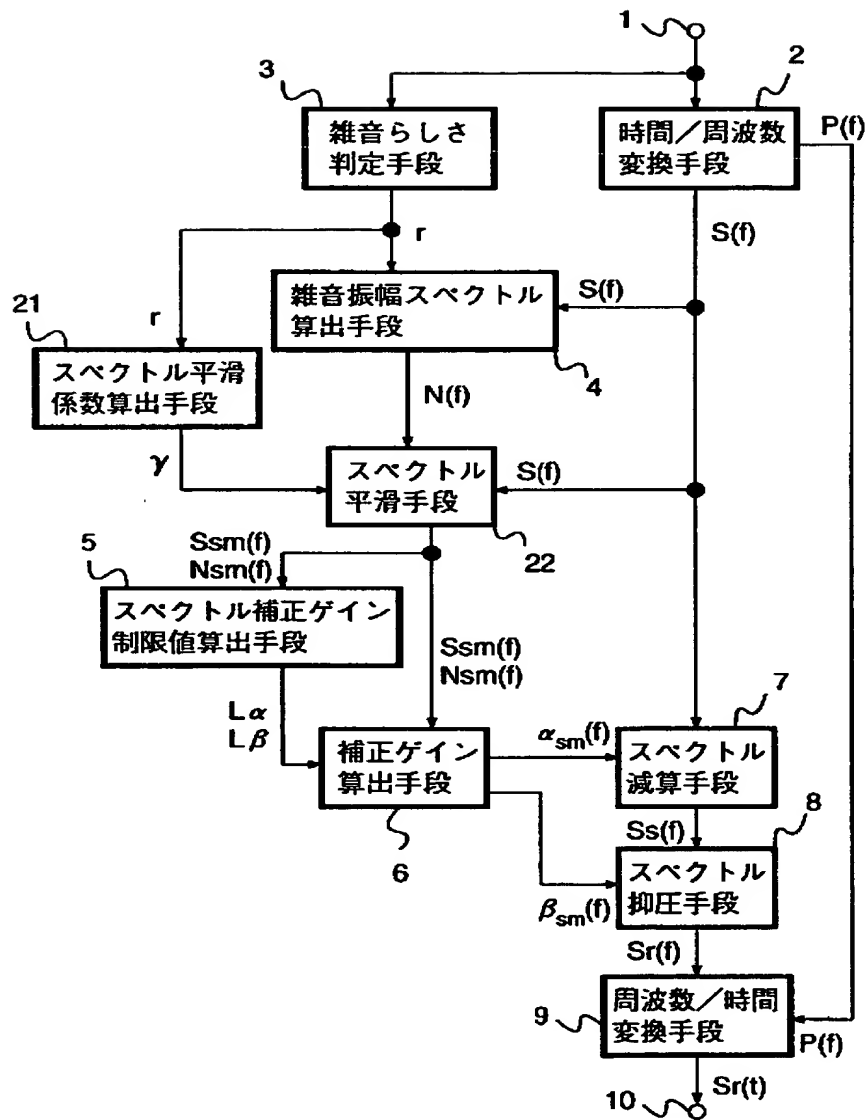 1
3
2
雑音らしさ
判定手段
時間／周波数
変換手段
P(f)
r
S(f)
21
r
雑音振幅スペクトル
算出手段
S(f)
4
スペクトル平滑
係数算出手段
N(f)
γ
スペクトル
平滑手段
S(f)
22
5
Ssm(f)
Nsm(f)
スペクトル補正ゲイン
制限値算出手段
Ssm(f)
Nsm(f)
7
Lα
Lβ
補正ゲイン
算出手段
αsm(f)
スペクトル
減算手段
6
Ss(f)
8
βsm(f)
スペクトル
抑圧手段
Sr(f)
9
周波数／時間
変換手段
P(f)
Sr(t)
10